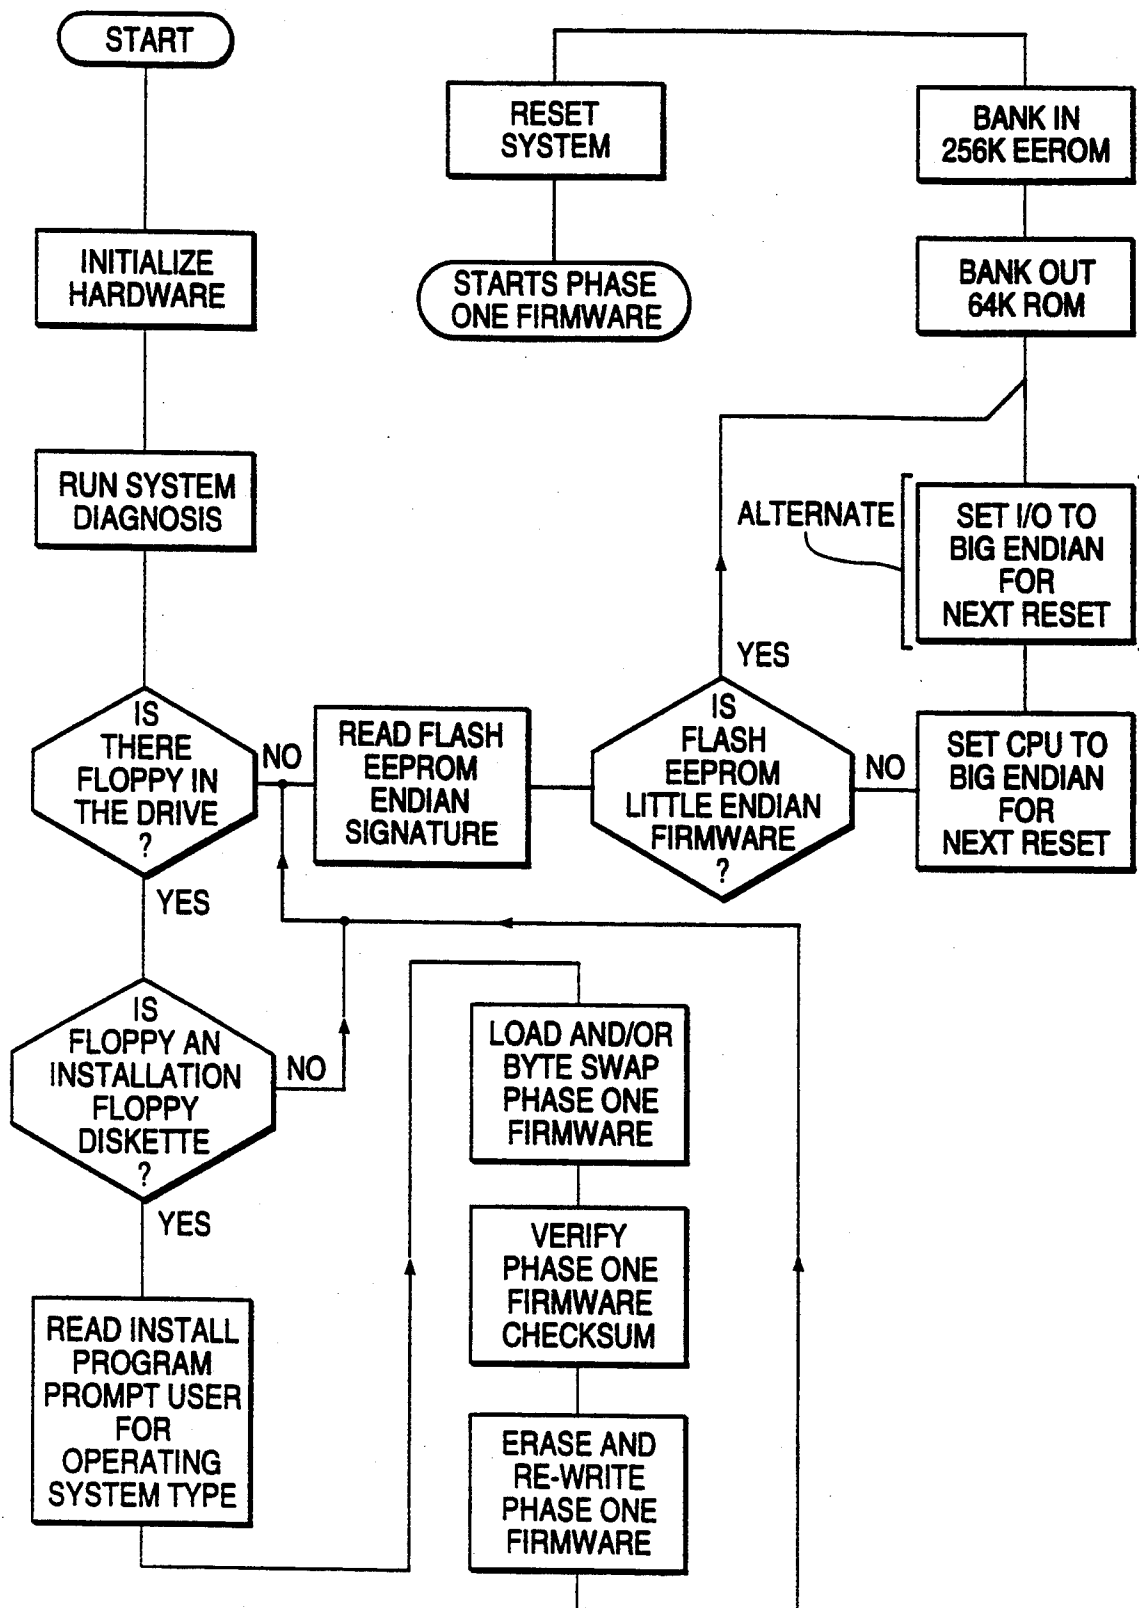 START
INITIALIZE
HARDWARE
RUN SYSTEM
DIAGNOSIS
IS
THERE
FLOPPY IN
THE DRIVE
?
NO
YES
IS
FLOPPY AN
INSTALLATION
FLOPPY
DISKETTE
?
NO
YES
READ INSTALL
PROGRAM
PROMPT USER
FOR
OPERATING
SYSTEM TYPE
LOAD AND/OR
BYTE SWAP
PHASE ONE
FIRMWARE
VERIFY
PHASE ONE
FIRMWARE
CHECKSUM
ERASE AND
RE-WRITE
PHASE ONE
FIRMWARE
READ FLASH
EEPROM
ENDIAN
SIGNATURE
IS
FLASH
EEPROM
LITTLE ENDIAN
FIRMWARE
?
YES
NO
SET CPU TO
BIG ENDIAN
FOR
NEXT RESET
ALTERNATE
SET I/O TO
BIG ENDIAN
FOR
NEXT RESET
BANK OUT
64K ROM
BANK IN
256K EEROM
RESET
SYSTEM
STARTS PHASE
ONE FIRMWARE